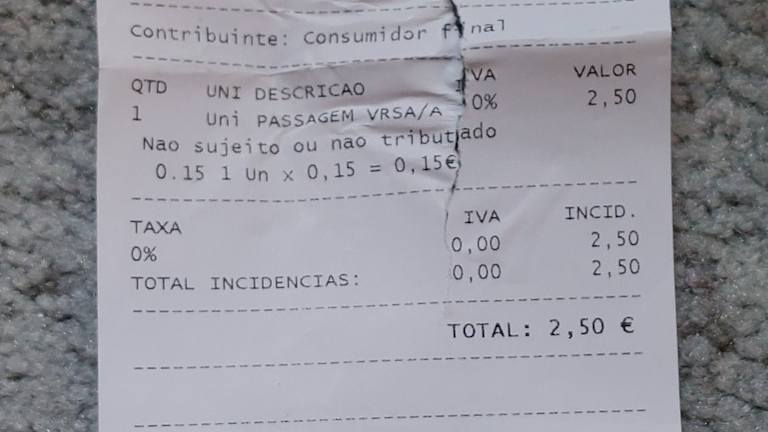 Contribuinte: Consumidor final
QTD UNI DESCRICAO IVA VALOR
1 Uni PASSAGEM VRSA/A 0% 2,50
Nao sujeito ou nao tributado
0.15 1 Un x 0,15 = 0,15€
TAXA IVA INCID.
0% 0,00 2,50
TOTAL INCIDENCIAS: 0,00 2,50
TOTAL: 2,50 €